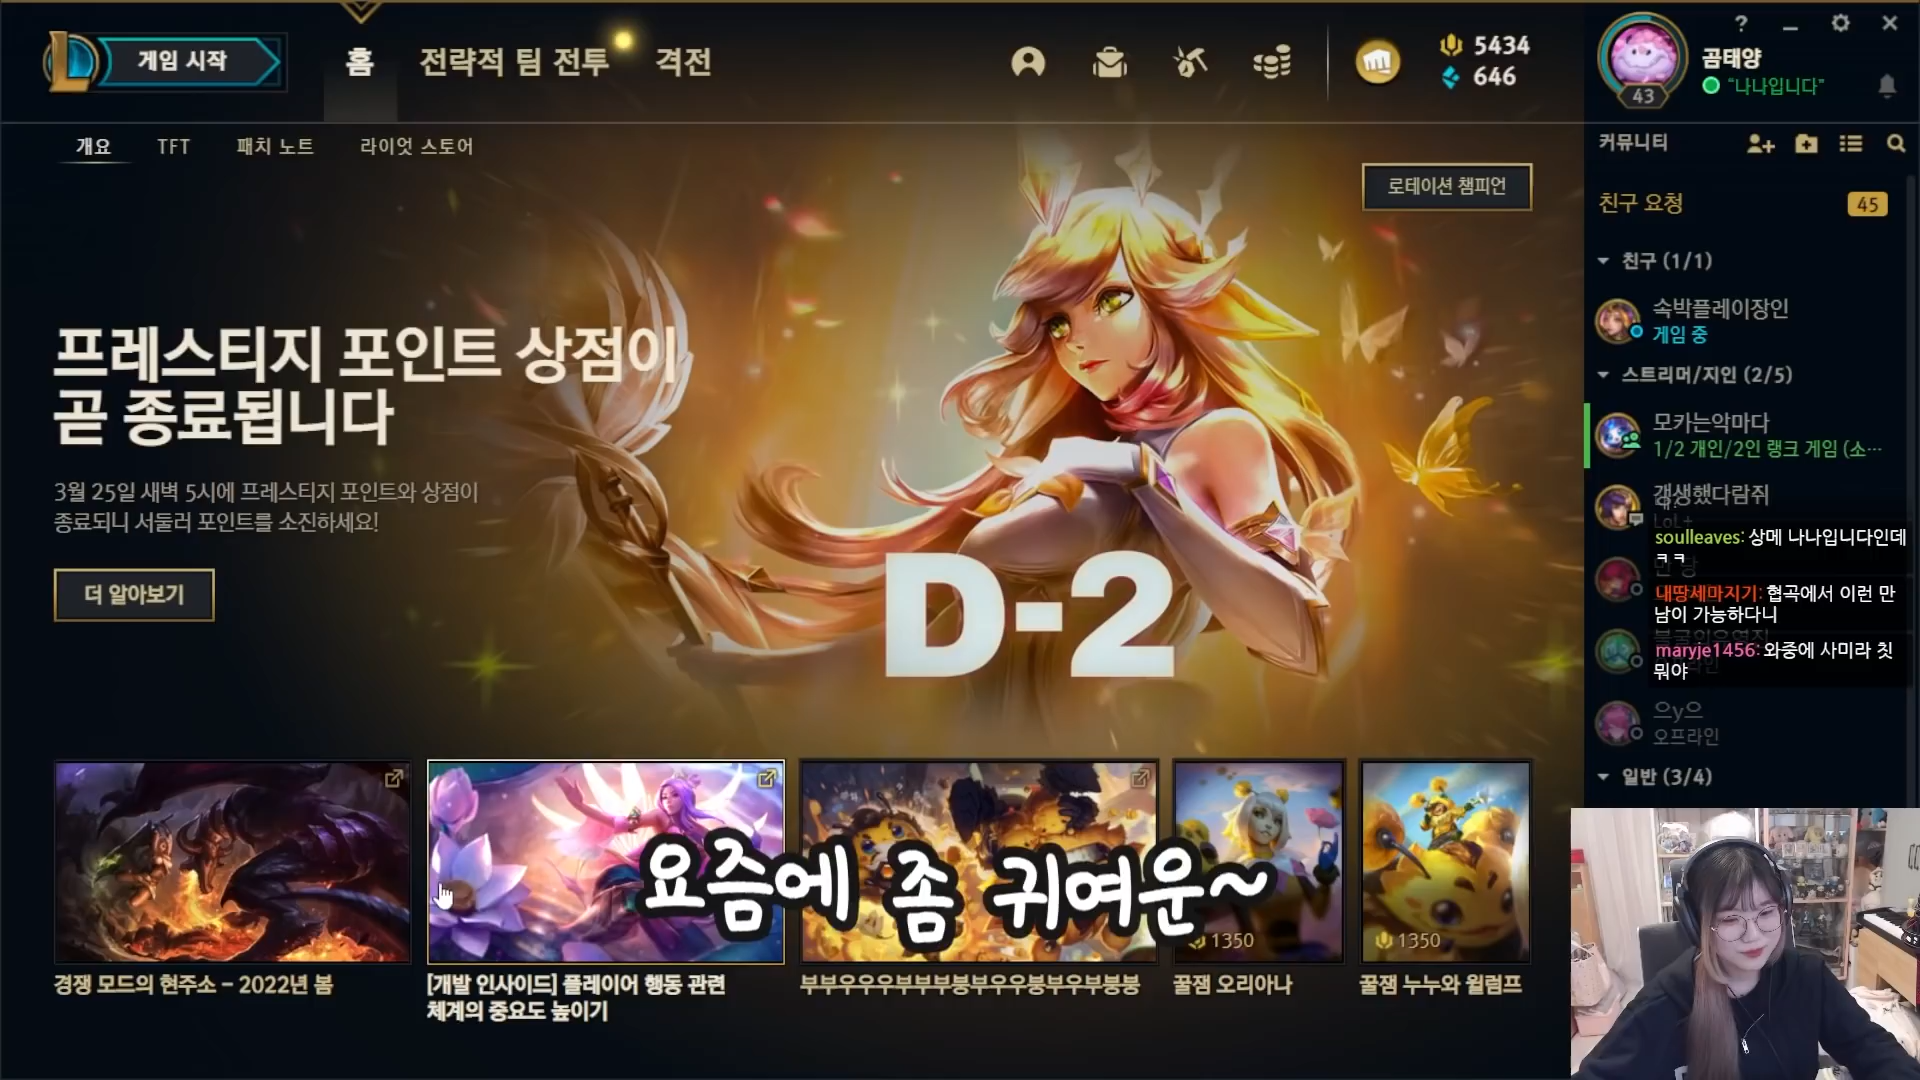 게임 시작
홈
전략적 팀 전투
격전
5434
646
곰태양
43
"나나입니다"
개요
TFT
패치 노트
라이엇 스토어
로테이션 챔피언
프레스티지 포인트 상점이
곧 종료됩니다
3월 25일 새벽 5시에 프레스티지 포인트와 상점이
종료되니 서둘러 포인트를 소진하세요!
더 알아보기
D-2
커뮤니티
친구 요청
45
친구 (1/1)
속박플레이장인
게임 중
스트리머/지인 (2/5)
모카는악마다
1/2 개인/2인 랭크 게임 (소…
갱생했다람쥐
LoL+
soulleaves: 상메 나나입니다인데
ㅋㅋ
내땅세마지기: 협곡에서 이런 만
남이 가능하다니
maryje1456: 와중에 사미라 칫
뭐야
으y으
오프라인
일반 (3/4)
요즘에 좀 귀여운~
1350
1350
경쟁 모드의 현주소 – 2022년 봄
[개발 인사이드] 플레이어 행동 관련
체계의 중요도 높이기
부부우우우부부부붕부우우붕부우부붕붕
꿀잼 오리아나
꿀잼 누누와 윌럼프